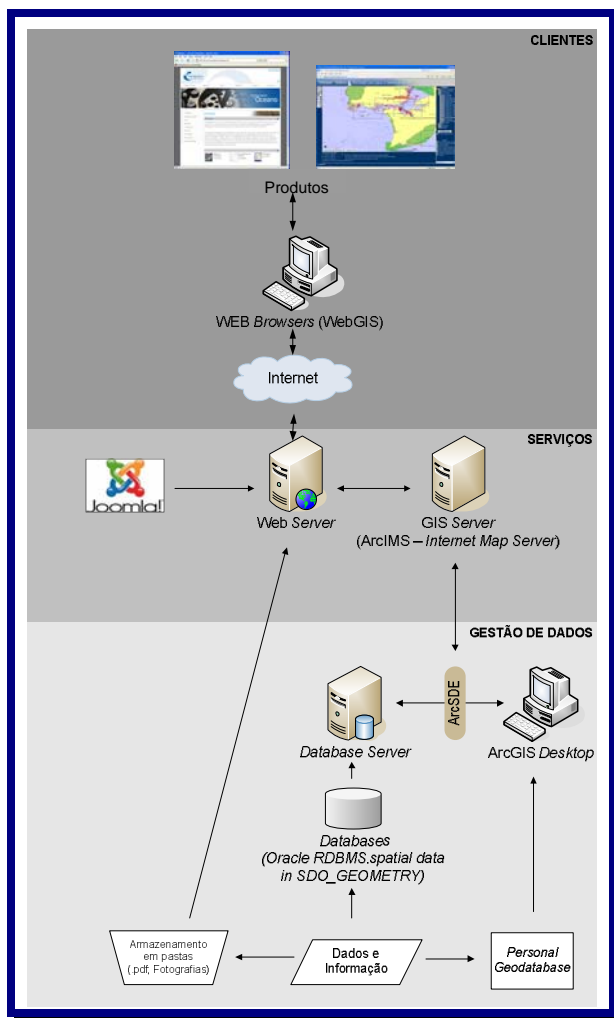 CLIENTES
Produtos
WEB Browsers (WebGIS)
Internet
SERVIÇOS
Joomla!
Web Server
GIS Server
(ArcIMS – Internet Map Server)
GESTÃO DE DADOS
ArcSDE
Database Server
ArcGIS Desktop
Databases
(Oracle RDBMS.spatial data
in SDO_GEOMETRY)
Armazenamento
em pastas
(.pdf; Fotografias)
Dados e
Informação
Personal
Geodatabase